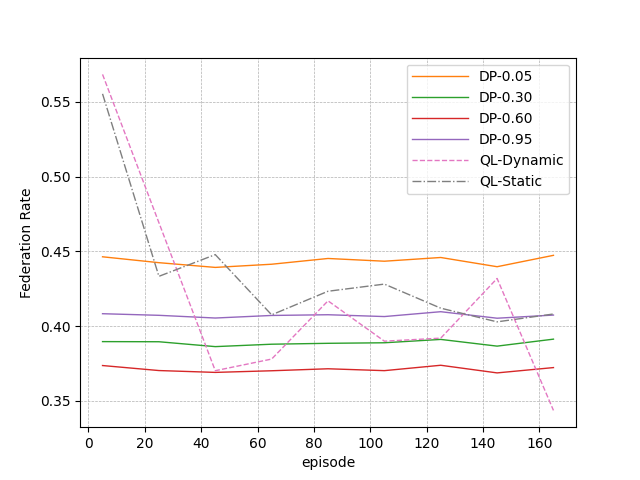 Federation Rate
0.55
0.50
0.45
0.40
0.35
0 20 40 60 80 100 120 140 160
episode
DP-0.05
DP-0.30
DP-0.60
DP-0.95
QL-Dynamic
QL-Static